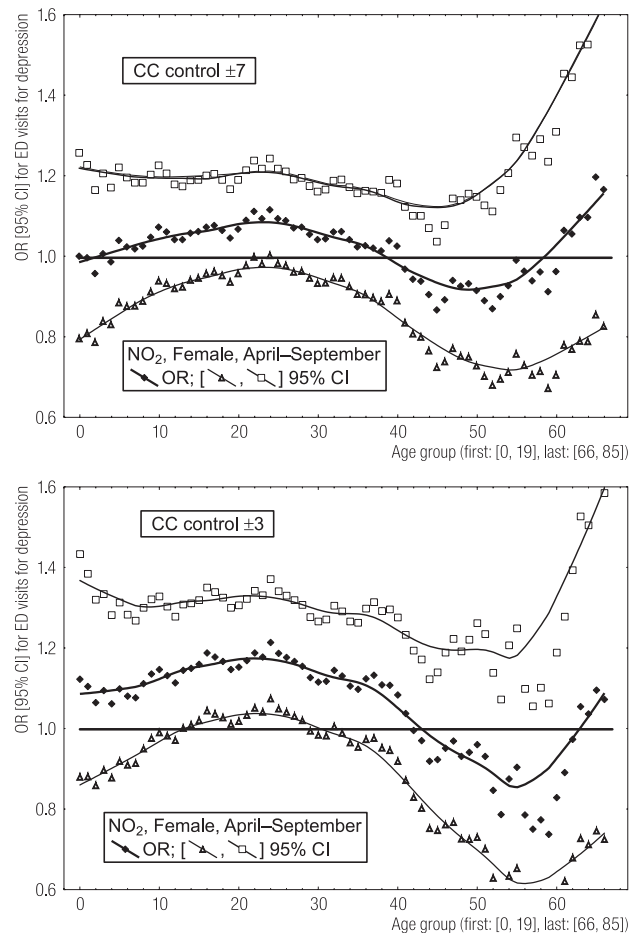 OR [95% CI] for ED visits for depression
1.6
1.4
1.2
1.0
0.8
0.6
CC control ±7
NO2, Female, April–September
OR; [ , ] 95% CI
0 10 20 30 40 50 60
Age group (first: [0, 19], last: [66, 85])
OR [95% CI] for ED visits for depression
1.6
1.4
1.2
1.0
0.8
0.6
CC control ±3
NO2, Female, April–September
OR; [ , ] 95% CI
0 10 20 30 40 50 60
Age group (first: [0, 19], last: [66, 85])